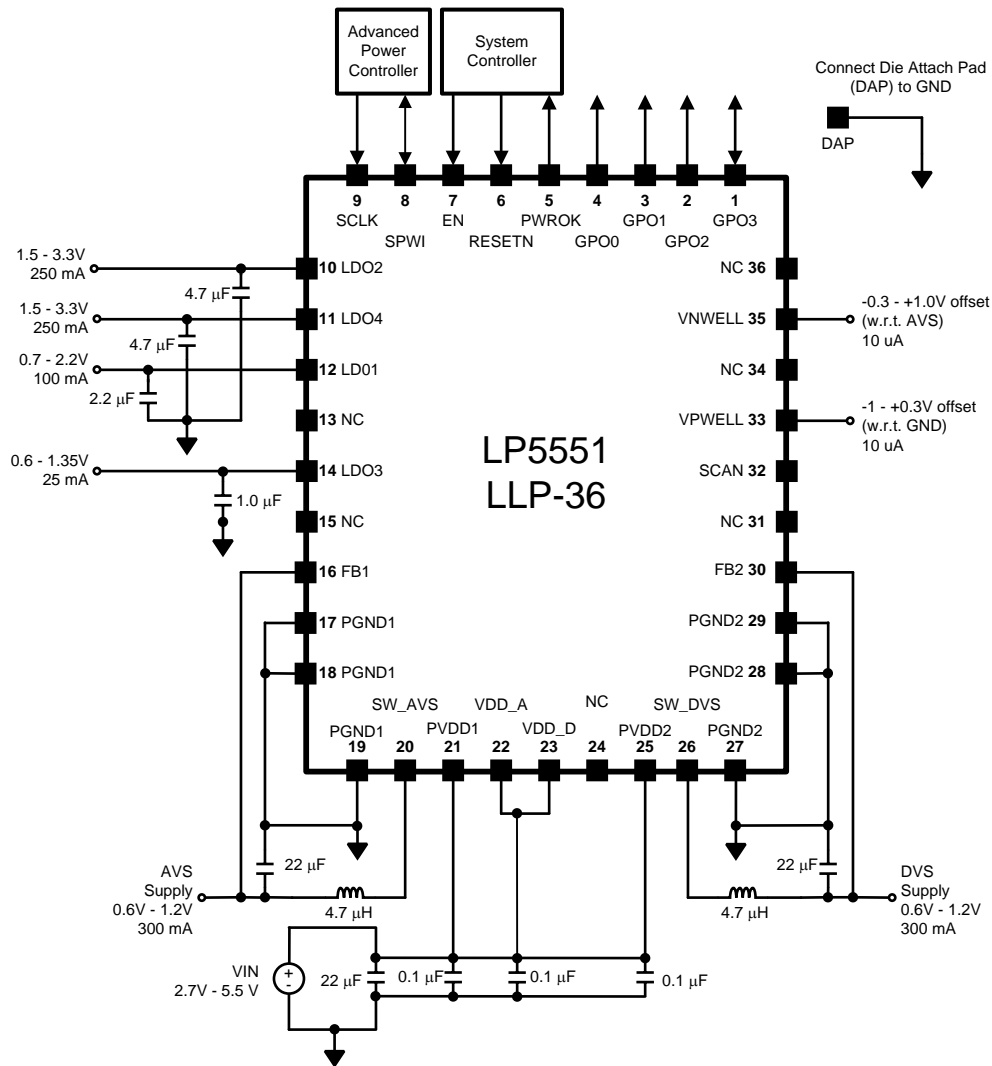 Advanced
Power
Controller
System
Controller
Connect Die Attach Pad
(DAP) to GND
DAP
9 8 7 6 5 4 3 2 1
SCLK EN PWROK GPO1 GPO3
SPWI RESETN GPO0 GPO2
1.5 - 3.3V
250 mA
4.7 µF
10 LDO2
1.5 - 3.3V
250 mA
4.7 µF
11 LDO4
0.7 - 2.2V
100 mA
2.2 µF
12 LD01
13 NC
0.6 - 1.35V
25 mA
1.0 µF
14 LDO3
15 NC
16 FB1
17 PGND1
18 PGND1
LP5551
LLP-36
NC 36
VNWELL 35
-0.3 - +1.0V offset
(w.r.t. AVS)
10 uA
NC 34
VPWELL 33
-1 - +0.3V offset
(w.r.t. GND)
10 uA
SCAN 32
NC 31
FB2 30
PGND2 29
PGND2 28
SW_AVS VDD_A NC SW_DVS
PGND1 PVDD1 VDD_D PVDD2 PGND2
19 20 21 22 23 24 25 26 27
AVS
Supply
0.6V - 1.2V
300 mA
22 µF
4.7 µH
22 µF
4.7 µH
DVS
Supply
0.6V - 1.2V
300 mA
VIN
2.7V - 5.5 V
+
-
22 µF
0.1 µF
0.1 µF
0.1 µF